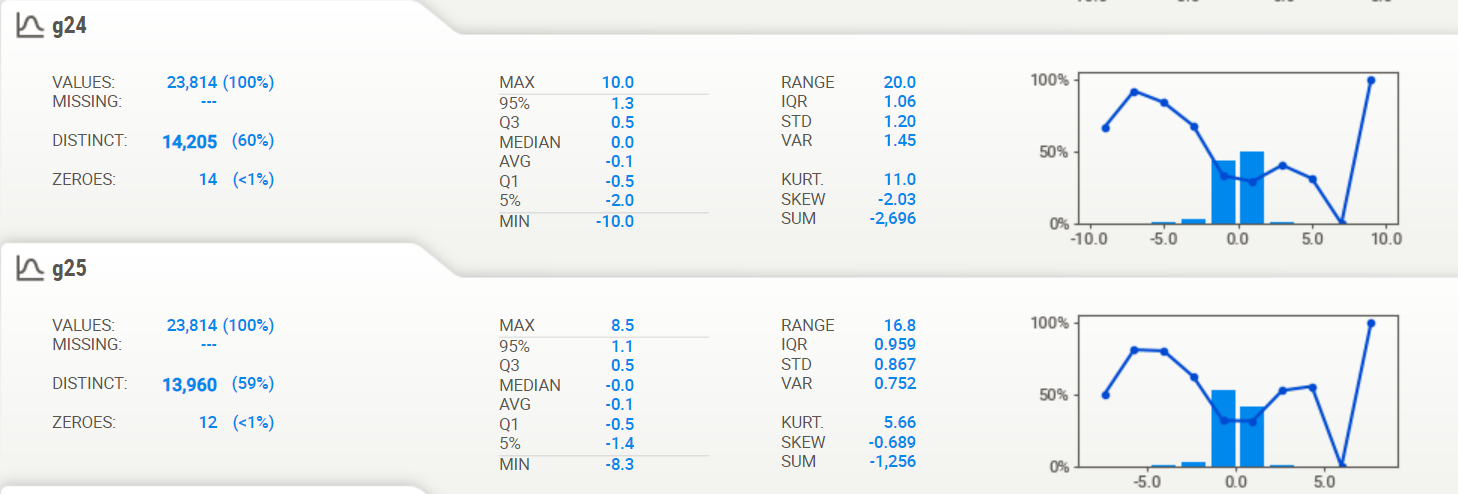 g24
VALUES: 23,814 (100%)
MISSING: ---
DISTINCT: 14,205 (60%)
ZEROES: 14 (<1%)
MAX 10.0
95% 1.3
Q3 0.5
MEDIAN 0.0
AVG -0.1
Q1 -0.5
5% -2.0
MIN -10.0
RANGE 20.0
IQR 1.06
STD 1.20
VAR 1.45
KURT. 11.0
SKEW -2.03
SUM -2,696
100%
50%
0%
-10.0 -5.0 0.0 5.0 10.0
g25
VALUES: 23,814 (100%)
MISSING: ---
DISTINCT: 13,960 (59%)
ZEROES: 12 (<1%)
MAX 8.5
95% 1.1
Q3 0.5
MEDIAN -0.0
AVG -0.1
Q1 -0.5
5% -1.4
MIN -8.3
RANGE 16.8
IQR 0.959
STD 0.867
VAR 0.752
KURT. 5.66
SKEW -0.689
SUM -1,256
100%
50%
0%
-5.0 0.0 5.0